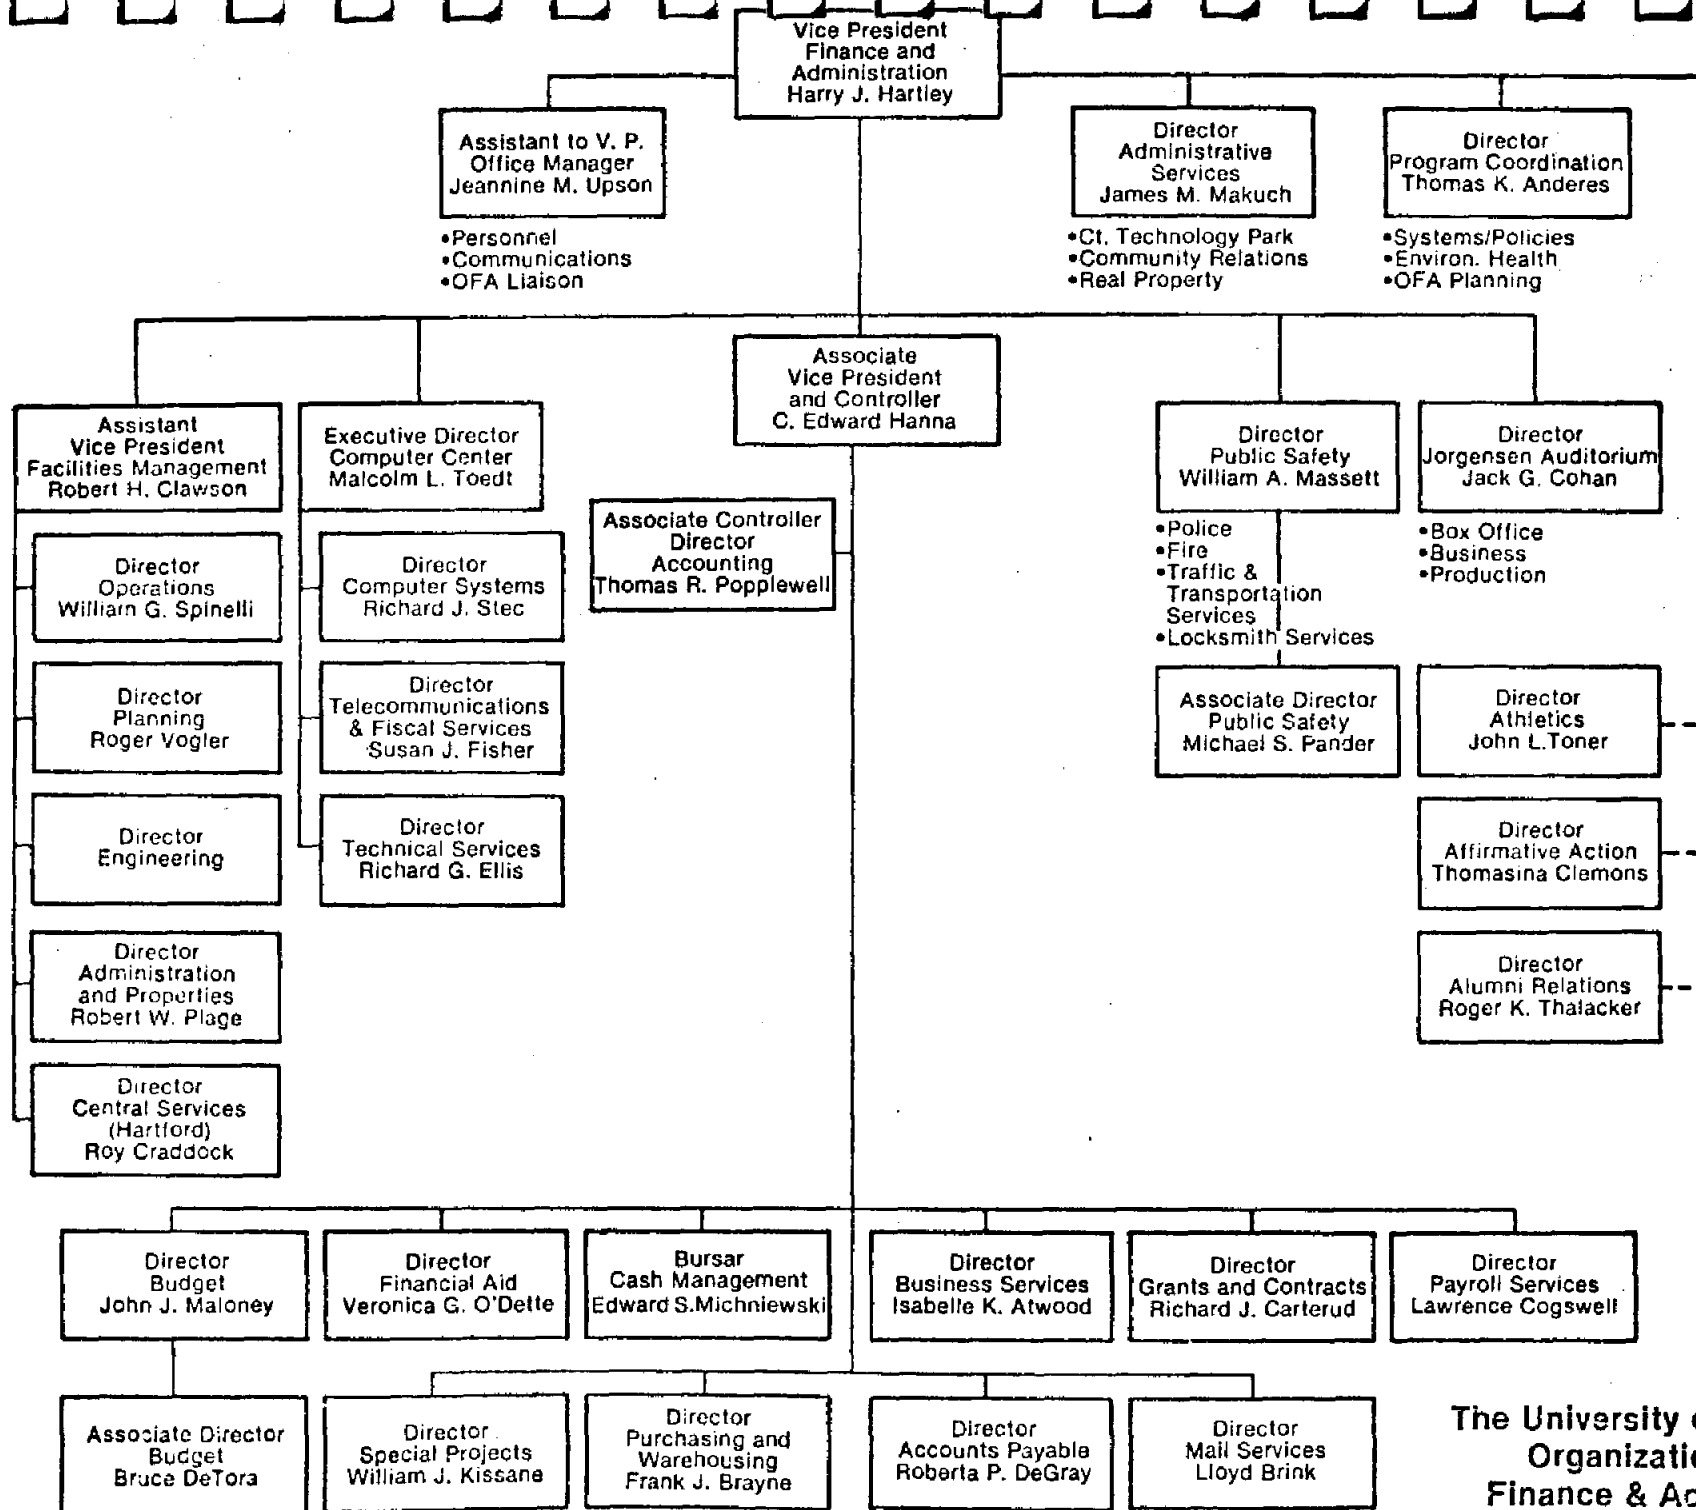 Vice President
Finance and
Administration
Harry J. Hartley
Assistant to V. P.
Office Manager
Jeannine M. Upson
•Personnel
•Communications
•OFA Liaison
Director
Administrative
Services
James M. Makuch
•Ct. Technology Park
•Community Relations
•Real Property
Director
Program Coordination
Thomas K. Anderes
•Systems/Policies
•Environ. Health
•OFA Planning
Associate
Vice President
and Controller
C. Edward Hanna
Assistant
Vice President
Facilities Management
Robert H. Clawson
Executive Director
Computer Center
Malcolm L. Toedt
Director
Public Safety
William A. Massett
•Police
•Fire
•Traffic &
Transportation
Services
•Locksmith Services
Director
Jorgensen Auditorium
Jack G. Cohan
•Box Office
•Business
•Production
Associate Controller
Director
Accounting
Thomas R. Popplewell
Director
Operations
William G. Spinelli
Director
Computer Systems
Richard J. Stec
Director
Planning
Roger Vogler
Director
Telecommunications
& Fiscal Services
Susan J. Fisher
Associate Director
Public Safety
Michael S. Pander
Director
Athletics
John L.Toner
Director
Engineering
Director
Technical Services
Richard G. Ellis
Director
Affirmative Action
Thomasina Clemons
Director
Administration
and Properties
Robert W. Plage
Director
Alumni Relations
Roger K. Thalacker
Director
Central Services
(Hartford)
Roy Craddock
Director
Budget
John J. Maloney
Director
Financial Aid
Veronica G. O'Dette
Bursar
Cash Management
Edward S.Michniewski
Director
Business Services
Isabelle K. Atwood
Director
Grants and Contracts
Richard J. Carterud
Director
Payroll Services
Lawrence Cogswell
Associate Director
Budget
Bruce DeTora
Director
Special Projects
William J. Kissane
Director
Purchasing and
Warehousing
Frank J. Brayne
Director
Accounts Payable
Roberta P. DeGray
Director
Mail Services
Lloyd Brink
The University
Organizati
Finance &